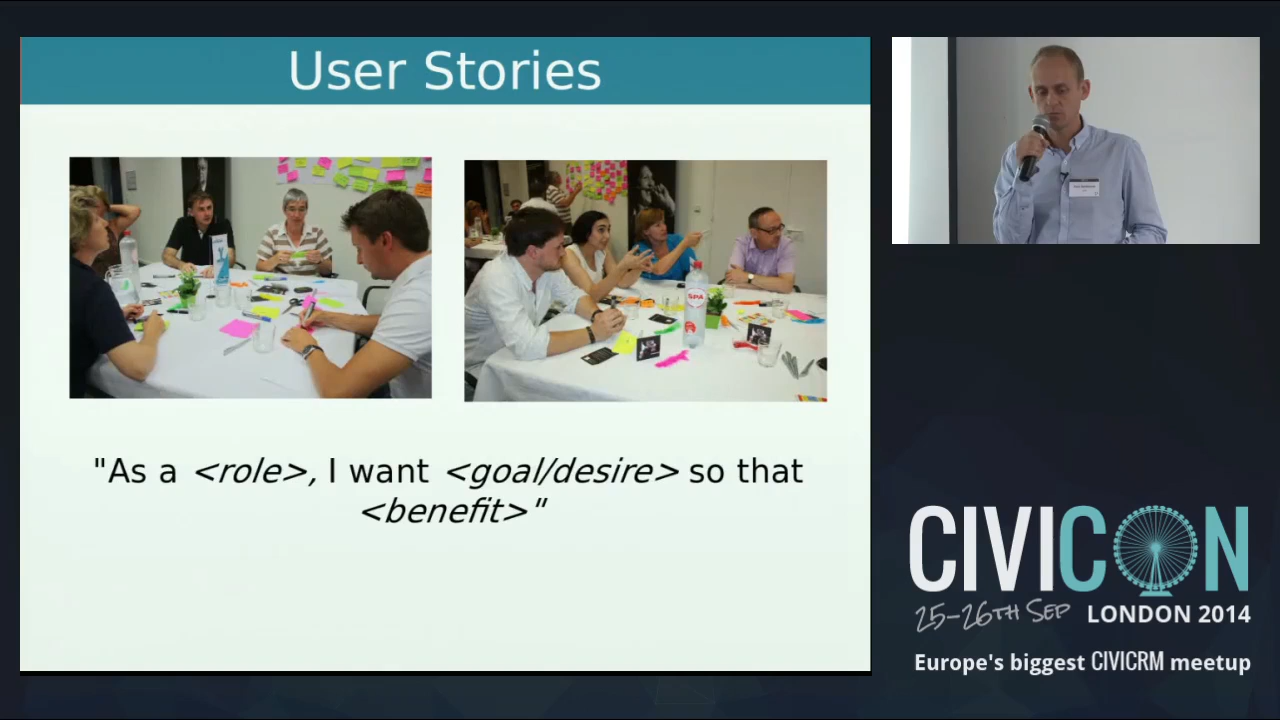 User Stories
SPA
"As a <role>, I want <goal/desire> so that
<benefit>"
CIVICON
25-26TH SEP LONDON 2014
Europe's biggest CIVICRM meetup